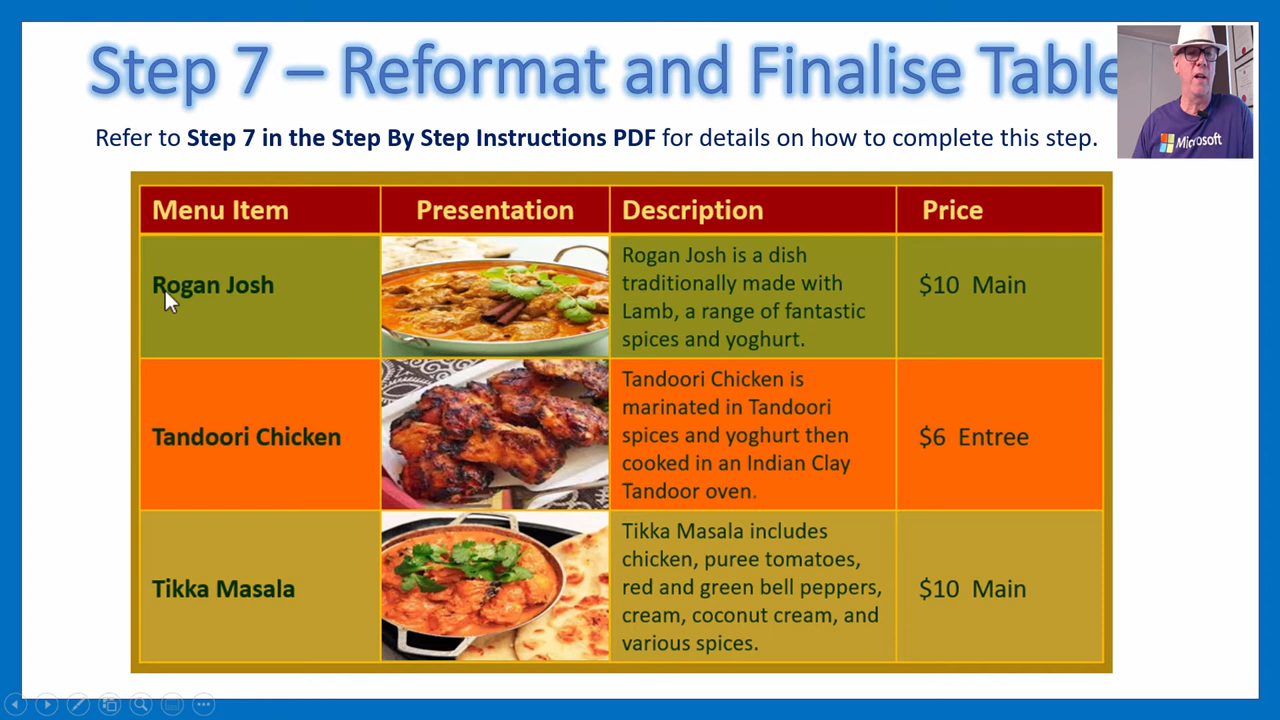 Step 7 – Reformat and Finalise Table
Refer to Step 7 in the Step By Step Instructions PDF for details on how to complete this step.
Microsoft
Menu Item Presentation Description Price
Rogan Josh
Rogan Josh is a dish
traditionally made with
Lamb, a range of fantastic
spices and yoghurt.
$10 Main
Tandoori Chicken
Tandoori Chicken is
marinated in Tandoori
spices and yoghurt then
cooked in an Indian Clay
Tandoor oven.
$6 Entree
Tikka Masala
Tikka Masala includes
chicken, puree tomatoes,
red and green bell peppers,
cream, coconut cream, and
various spices.
$10 Main